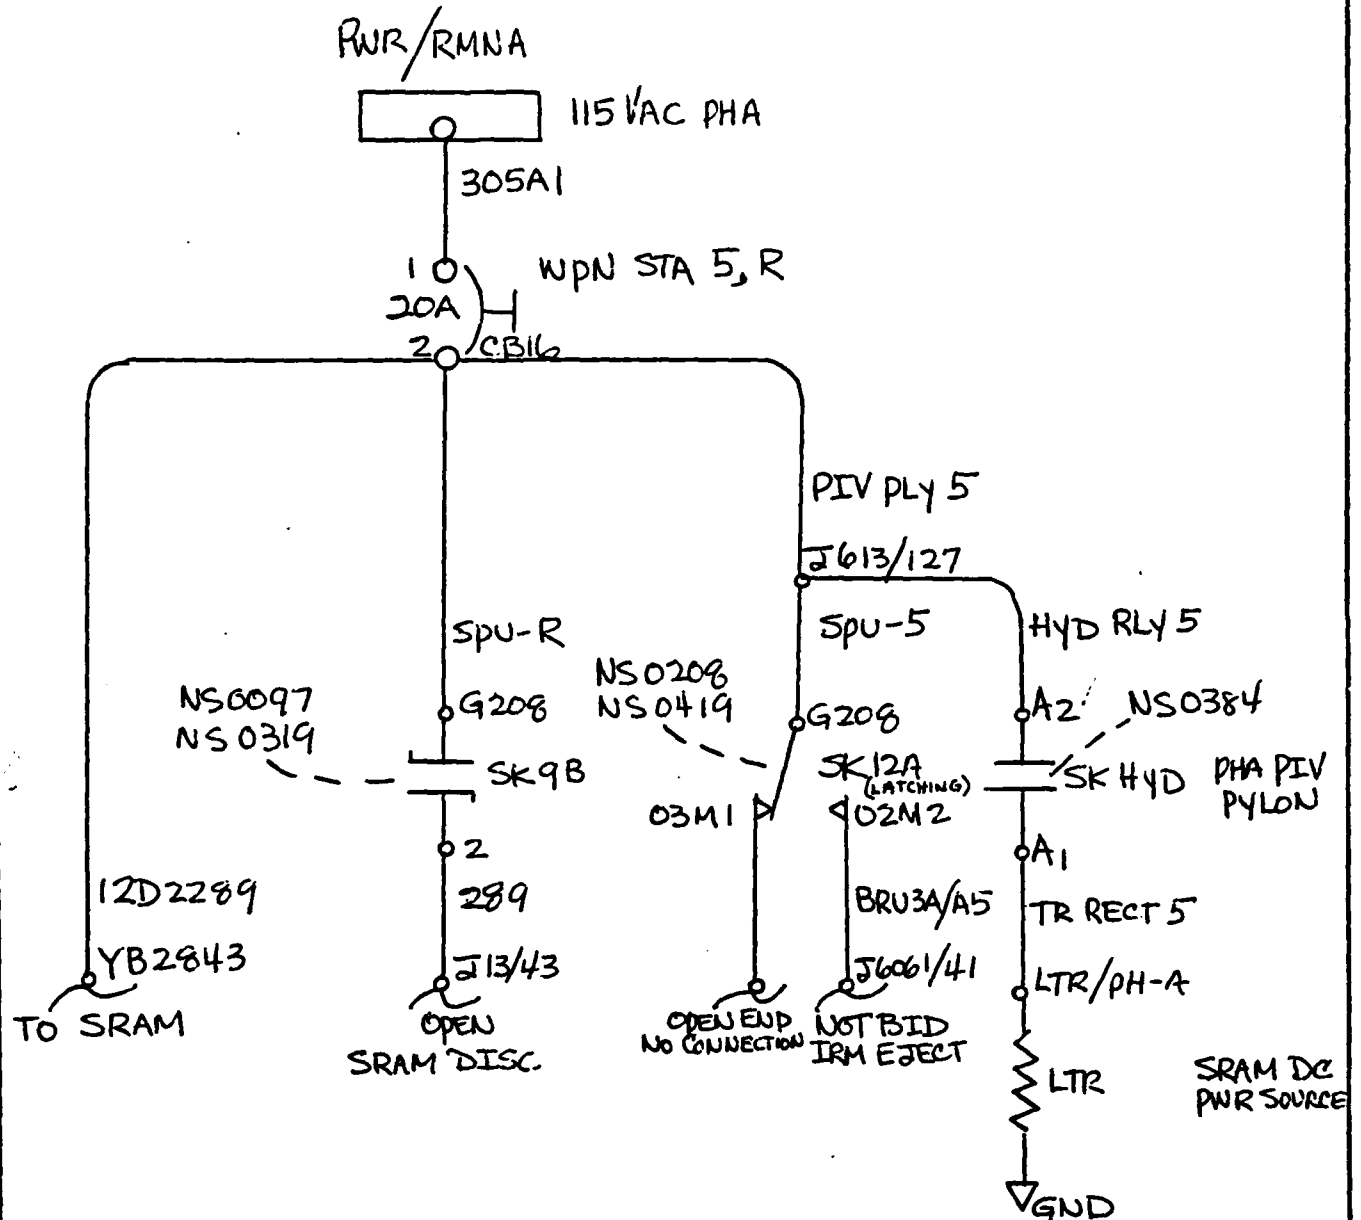 PWR/RMNA
115 VAC PHA
305A1
1
WPN STA 5, R
20A
2
CB16
PIV PLY 5
J613/127
SPU-R
SPU-5
HYD RLY 5
NS0097
NS0319
G208
NS0208
NS0419
G208
A2
NS0384
SK9B
SK12A
(LATCHING)
SK HYD
PHA PIV
PYLON
03M1
02M2
2
A1
12D2289
289
BRU3A/A5
TR RECT 5
YB2843
J13/43
J6061/41
LTR/PH-A
TO SRAM
OPEN
SRAM DISC.
OPEN END
NO CONNECTION
NOT BID
IRM EJECT
LTR
SRAM DC
PWR SOURCE
GND